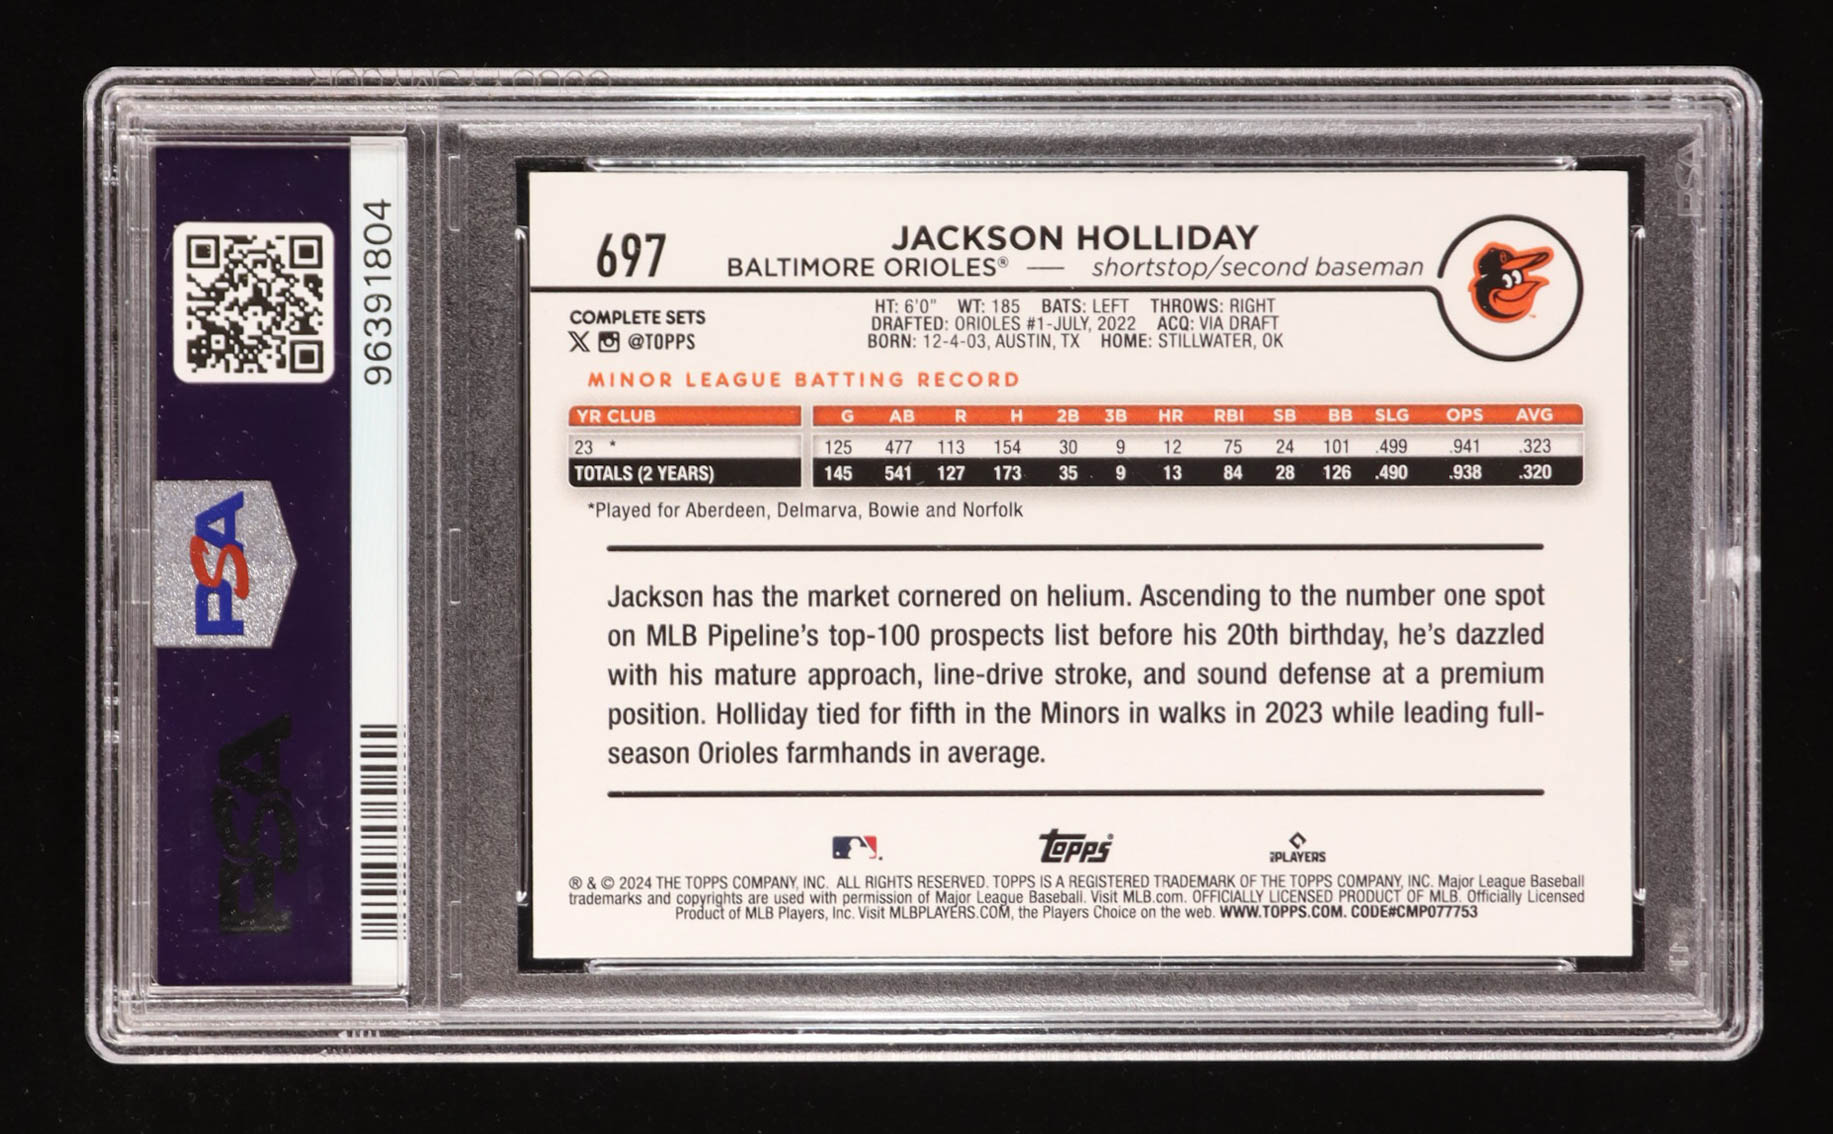 96391804
PSA
PSA
697
JACKSON HOLLIDAY
BALTIMORE ORIOLES® — shortstop/second baseman
COMPLETE SETS
@TOPPS
HT: 6'0" WT: 185 BATS: LEFT THROWS: RIGHT
DRAFTED: ORIOLES #1-JULY, 2022 ACQ: VIA DRAFT
BORN: 12-4-03, AUSTIN, TX HOME: STILLWATER, OK
MINOR LEAGUE BATTING RECORD
YR CLUB G AB R H 2B 3B HR RBI SB BB SLG OPS AVG
23 * 125 477 113 154 30 9 12 75 24 101 .499 .941 .323
TOTALS (2 YEARS) 145 541 127 173 35 9 13 84 28 126 .490 .938 .320
*Played for Aberdeen, Delmarva, Bowie and Norfolk
Jackson has the market cornered on helium. Ascending to the number one spot
on MLB Pipeline's top-100 prospects list before his 20th birthday, he's dazzled
with his mature approach, line-drive stroke, and sound defense at a premium
position. Holliday tied for fifth in the Minors in walks in 2023 while leading full-
season Orioles farmhands in average.
topps®
PLAYERS
® & © 2024 THE TOPPS COMPANY, INC. ALL RIGHTS RESERVED. TOPPS IS A REGISTERED TRADEMARK OF THE TOPPS COMPANY, INC. Major League Baseball
trademarks and copyrights are used with permission of Major League Baseball. Visit MLB.com. OFFICIALLY LICENSED PRODUCT OF MLB. Officially Licensed
Product of MLB Players, Inc. Visit MLBPLAYERS.COM, the Players Choice on the web. WWW.TOPPS.COM. CODE#CMP077753
PSA